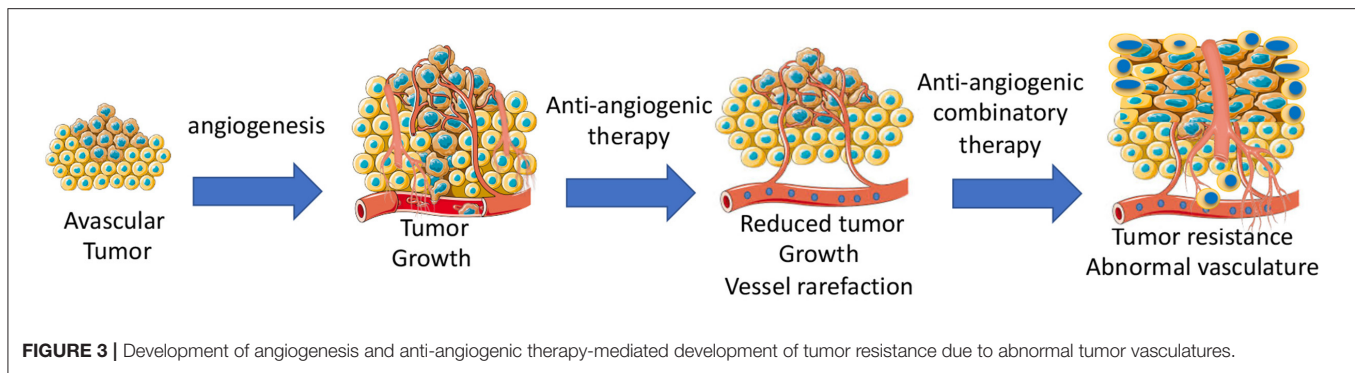 Avascular
Tumor
angiogenesis
Tumor
Growth
Anti-angiogenic
therapy
Reduced tumor
Growth
Vessel rarefaction
Anti-angiogenic
combinatory
therapy
Tumor resistance
Abnormal vasculature
FIGURE 3 | Development of angiogenesis and anti-angiogenic therapy-mediated development of tumor resistance due to abnormal tumor vasculatures.